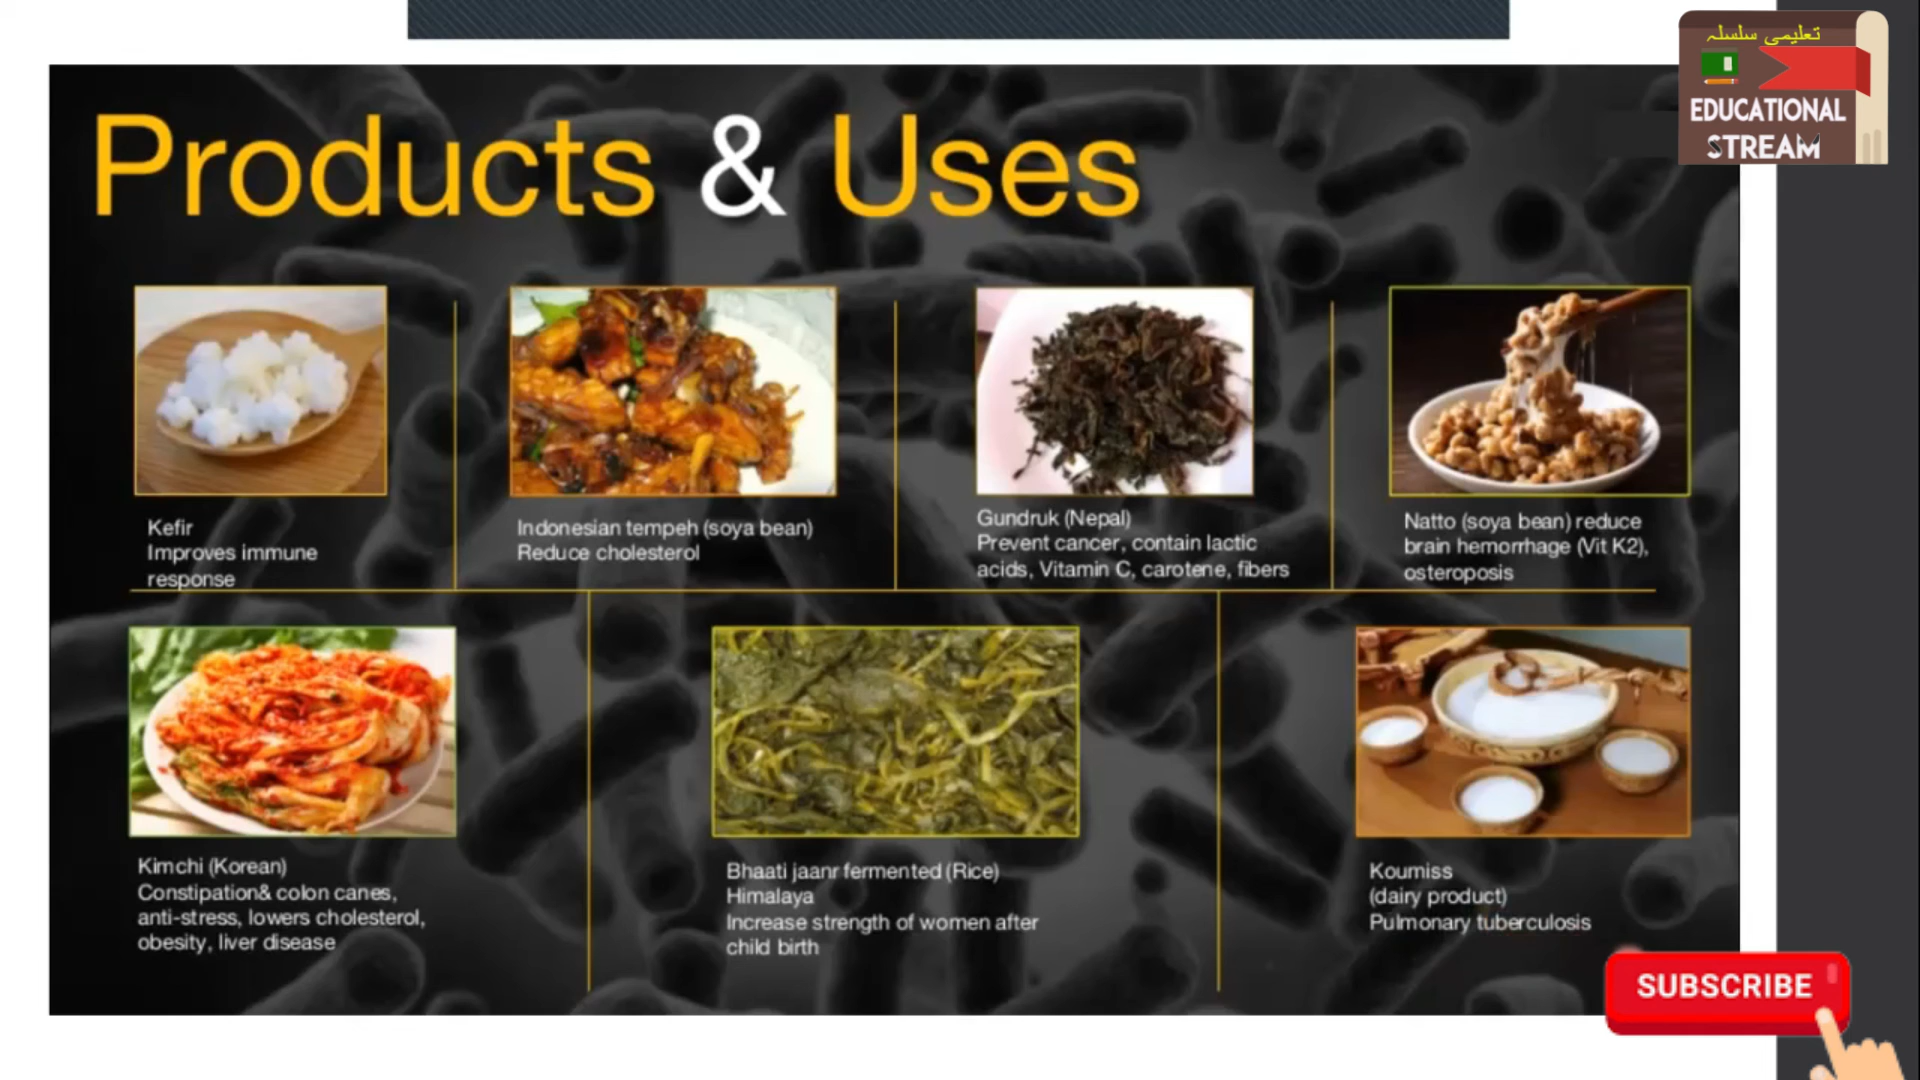 تعلیمی سلسلہ
EDUCATIONAL
STREAM
Products & Uses
Kefir
Improves immune
response
Indonesian tempeh (soya bean)
Reduce cholesterol
Gundruk (Nepal)
Prevent cancer, contain lactic
acids, Vitamin C, carotene, fibers
Natto (soya bean) reduce
brain hemorrhage (Vit K2),
osteroposis
Kimchi (Korean)
Constipation& colon canes,
anti-stress, lowers cholesterol,
obesity, liver disease
Bhaati jaanr fermented (Rice)
Himalaya
Increase strength of women after
child birth
Koumiss
(dairy product)
Pulmonary tuberculosis
SUBSCRIBE